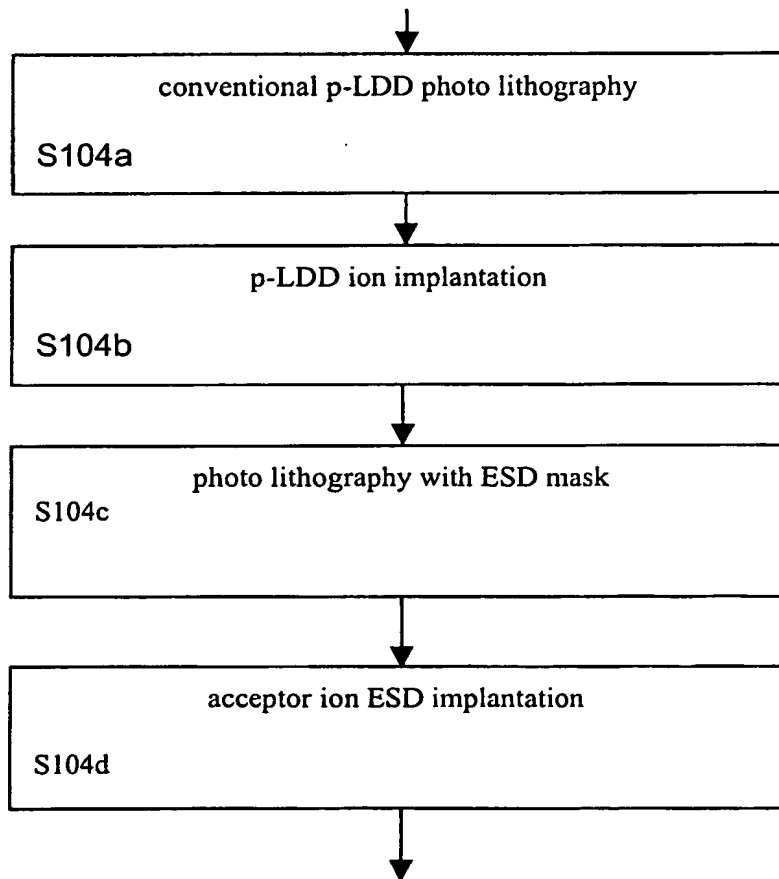 conventional p-LDD photo lithography
S104a
p-LDD ion implantation
S104b
photo lithography with ESD mask
S104c
acceptor ion ESD implantation
S104d